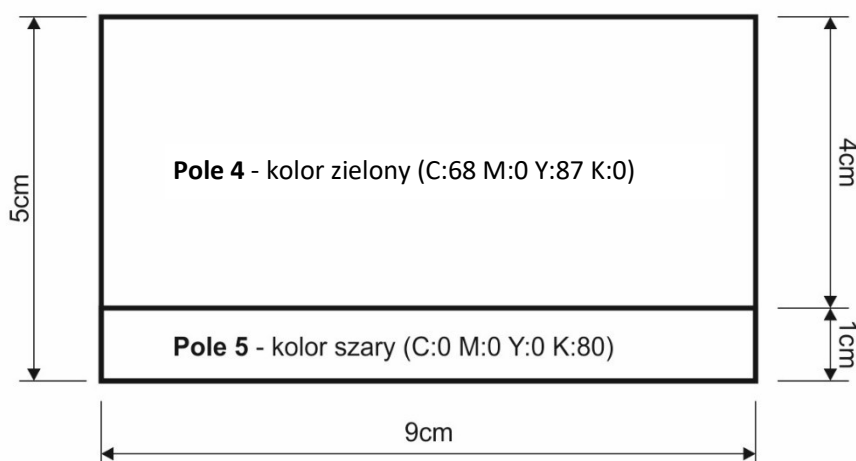 Pole 4 - kolor zielony (C:68 M:0 Y:87 K:0)
5cm
4cm
Pole 5 - kolor szary (C:0 M:0 Y:0 K:80)
1cm
9cm